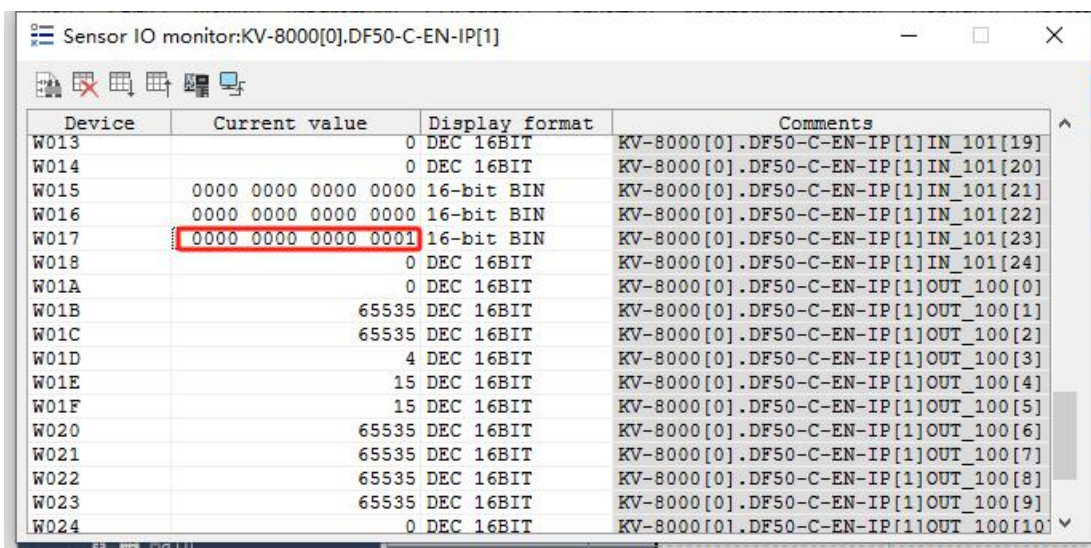 Sensor IO monitor:KV-8000[0].DF50-C-EN-IP[1]
Device Current value Display format Comments
W013 0 DEC 16BIT KV-8000[0].DF50-C-EN-IP[1]IN_101[19]
W014 0 DEC 16BIT KV-8000[0].DF50-C-EN-IP[1]IN_101[20]
W015 0000 0000 0000 0000 16-bit BIN KV-8000[0].DF50-C-EN-IP[1]IN_101[21]
W016 0000 0000 0000 0000 16-bit BIN KV-8000[0].DF50-C-EN-IP[1]IN_101[22]
W017 0000 0000 0000 0001 16-bit BIN KV-8000[0].DF50-C-EN-IP[1]IN_101[23]
W018 0 DEC 16BIT KV-8000[0].DF50-C-EN-IP[1]IN_101[24]
W01A 0 DEC 16BIT KV-8000[0].DF50-C-EN-IP[1]OUT_100[0]
W01B 65535 DEC 16BIT KV-8000[0].DF50-C-EN-IP[1]OUT_100[1]
W01C 65535 DEC 16BIT KV-8000[0].DF50-C-EN-IP[1]OUT_100[2]
W01D 4 DEC 16BIT KV-8000[0].DF50-C-EN-IP[1]OUT_100[3]
W01E 15 DEC 16BIT KV-8000[0].DF50-C-EN-IP[1]OUT_100[4]
W01F 15 DEC 16BIT KV-8000[0].DF50-C-EN-IP[1]OUT_100[5]
W020 65535 DEC 16BIT KV-8000[0].DF50-C-EN-IP[1]OUT_100[6]
W021 65535 DEC 16BIT KV-8000[0].DF50-C-EN-IP[1]OUT_100[7]
W022 65535 DEC 16BIT KV-8000[0].DF50-C-EN-IP[1]OUT_100[8]
W023 65535 DEC 16BIT KV-8000[0].DF50-C-EN-IP[1]OUT_100[9]
W024 0 DEC 16BIT KV-8000[0].DF50-C-EN-IP[1]OUT_100[10]